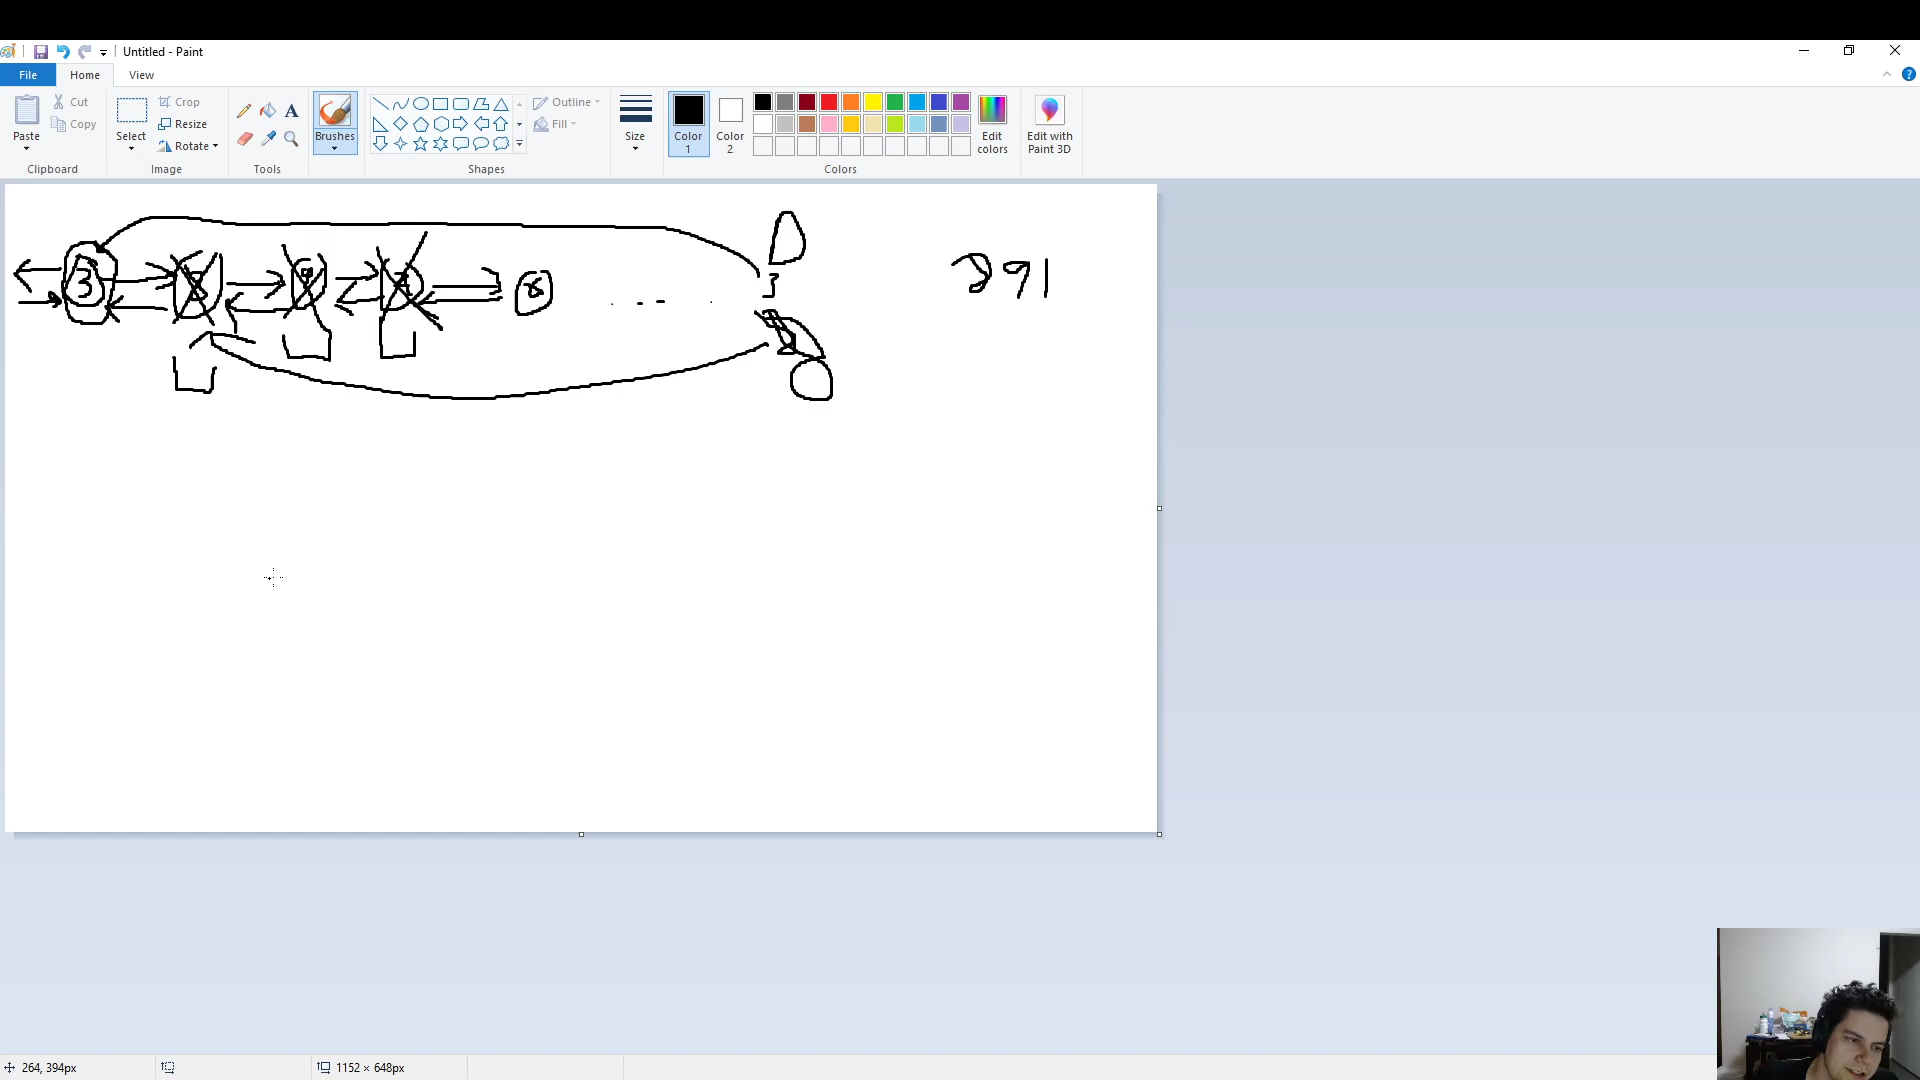 Untitled - Paint
File Home View
Paste
Cut
Copy
Clipboard
Select
Crop
Resize
Rotate
Image
Tools
Brushes
Shapes
Outline
Fill
Size
Color 1
Color 2
Edit colors
Colors
Edit with Paint 3D
3
391
264, 394px
1152 × 648px